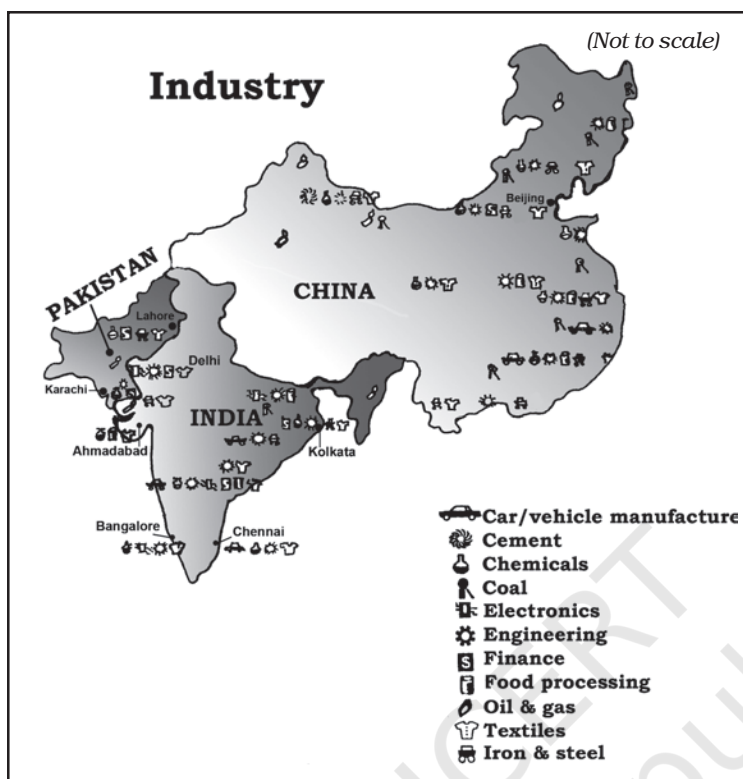 (Not to scale)
Industry
Beijing
PAKISTAN
CHINA
Lahore
Delhi
Karachi
INDIA
Ahmadabad
Kolkata
Bangalore
Chennai
Car/vehicle manufacture
Cement
Chemicals
Coal
Electronics
Engineering
S Finance
Food processing
Oil & gas
Textiles
Iron & steel
NCERT